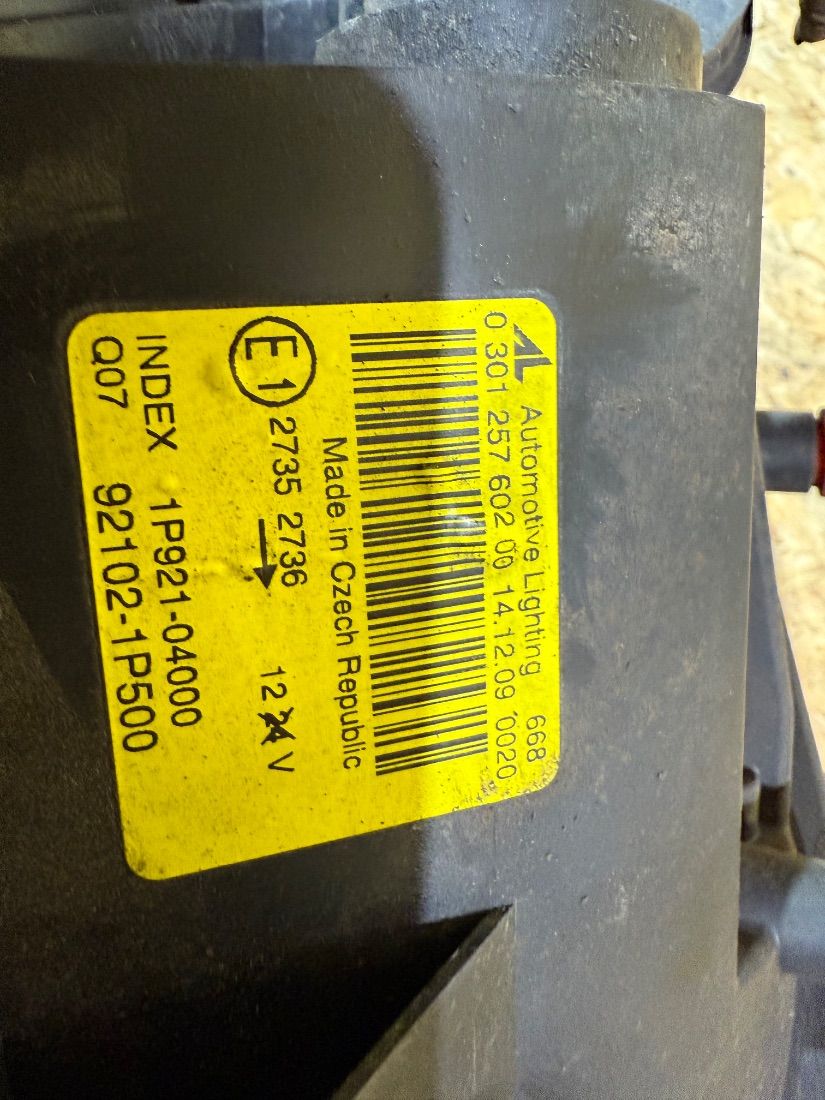 Automotive Lighting 668
0 301 257 602 00 14.12.09 0020
Made in Czech Republic
E1 2735 2736
→ 12 24 V
INDEX 1P921-04000
Q07 92102-1P500